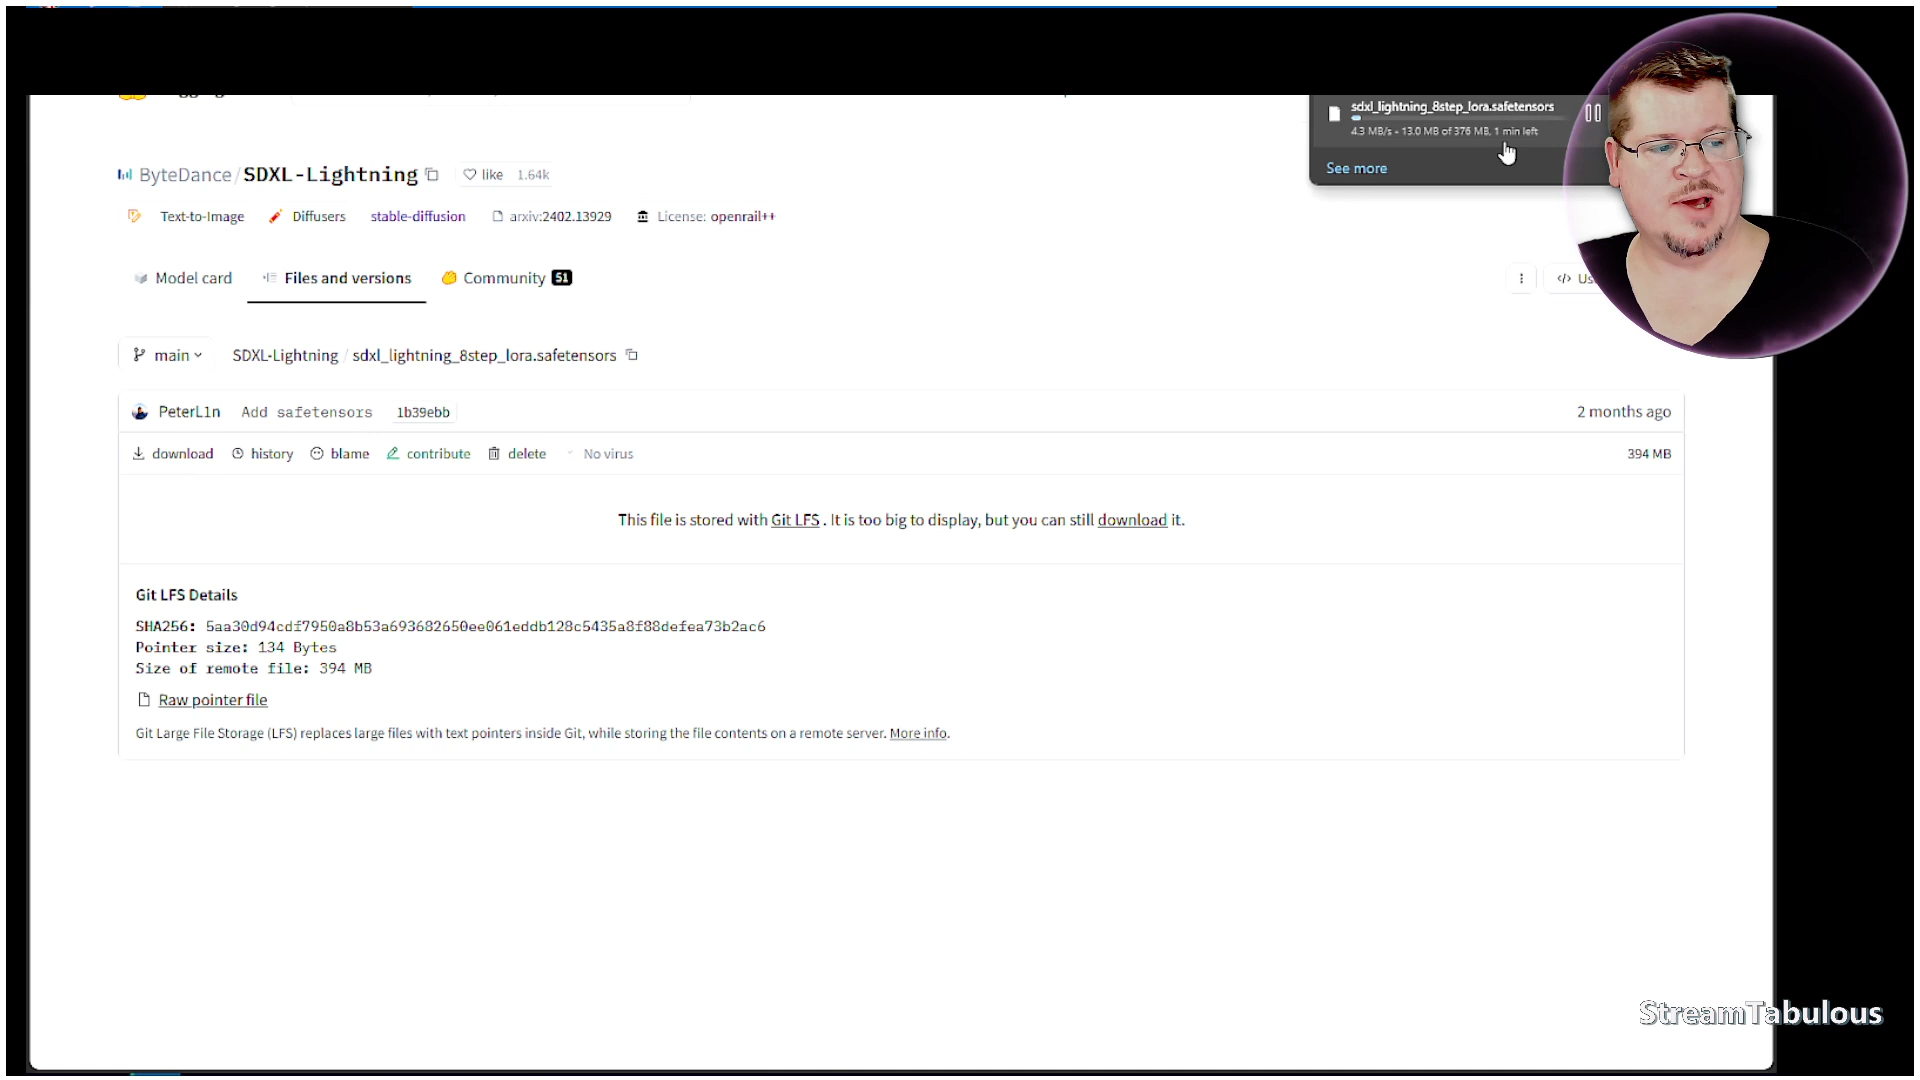 sdxl_lightning_8step_lora.safetensors
4.3 MB/s - 13.0 MB of 376 MB, 1 min left
See more
ByteDance/SDXL-Lightning like 1.64k
Text-to-Image Diffusers stable-diffusion arxiv:2402.13929 License: openrail++
Model card Files and versions Community 51
</> Us
main SDXL-Lightning / sdxl_lightning_8step_lora.safetensors
PeterL1n Add safetensors 1b39ebb 2 months ago
download history blame contribute delete No virus 394 MB
This file is stored with Git LFS . It is too big to display, but you can still download it.
Git LFS Details
SHA256: 5aa30d94cdf7950a8b53a693682650ee061eddb128c5435a8f88defea73b2ac6
Pointer size: 134 Bytes
Size of remote file: 394 MB
Raw pointer file
Git Large File Storage (LFS) replaces large files with text pointers inside Git, while storing the file contents on a remote server. More info.
StreamTabulous